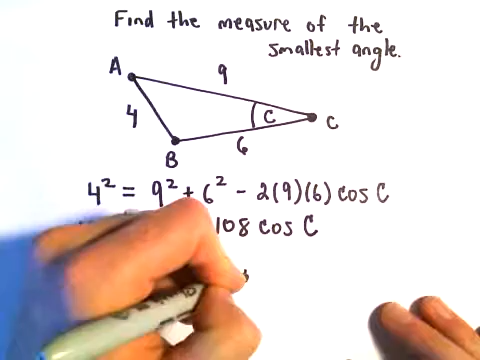 Find the measure of the
smallest angle.
A
9
4
C
C
B
6
4² = 9² + 6² - 2(9)(6) cos C
108 cos C